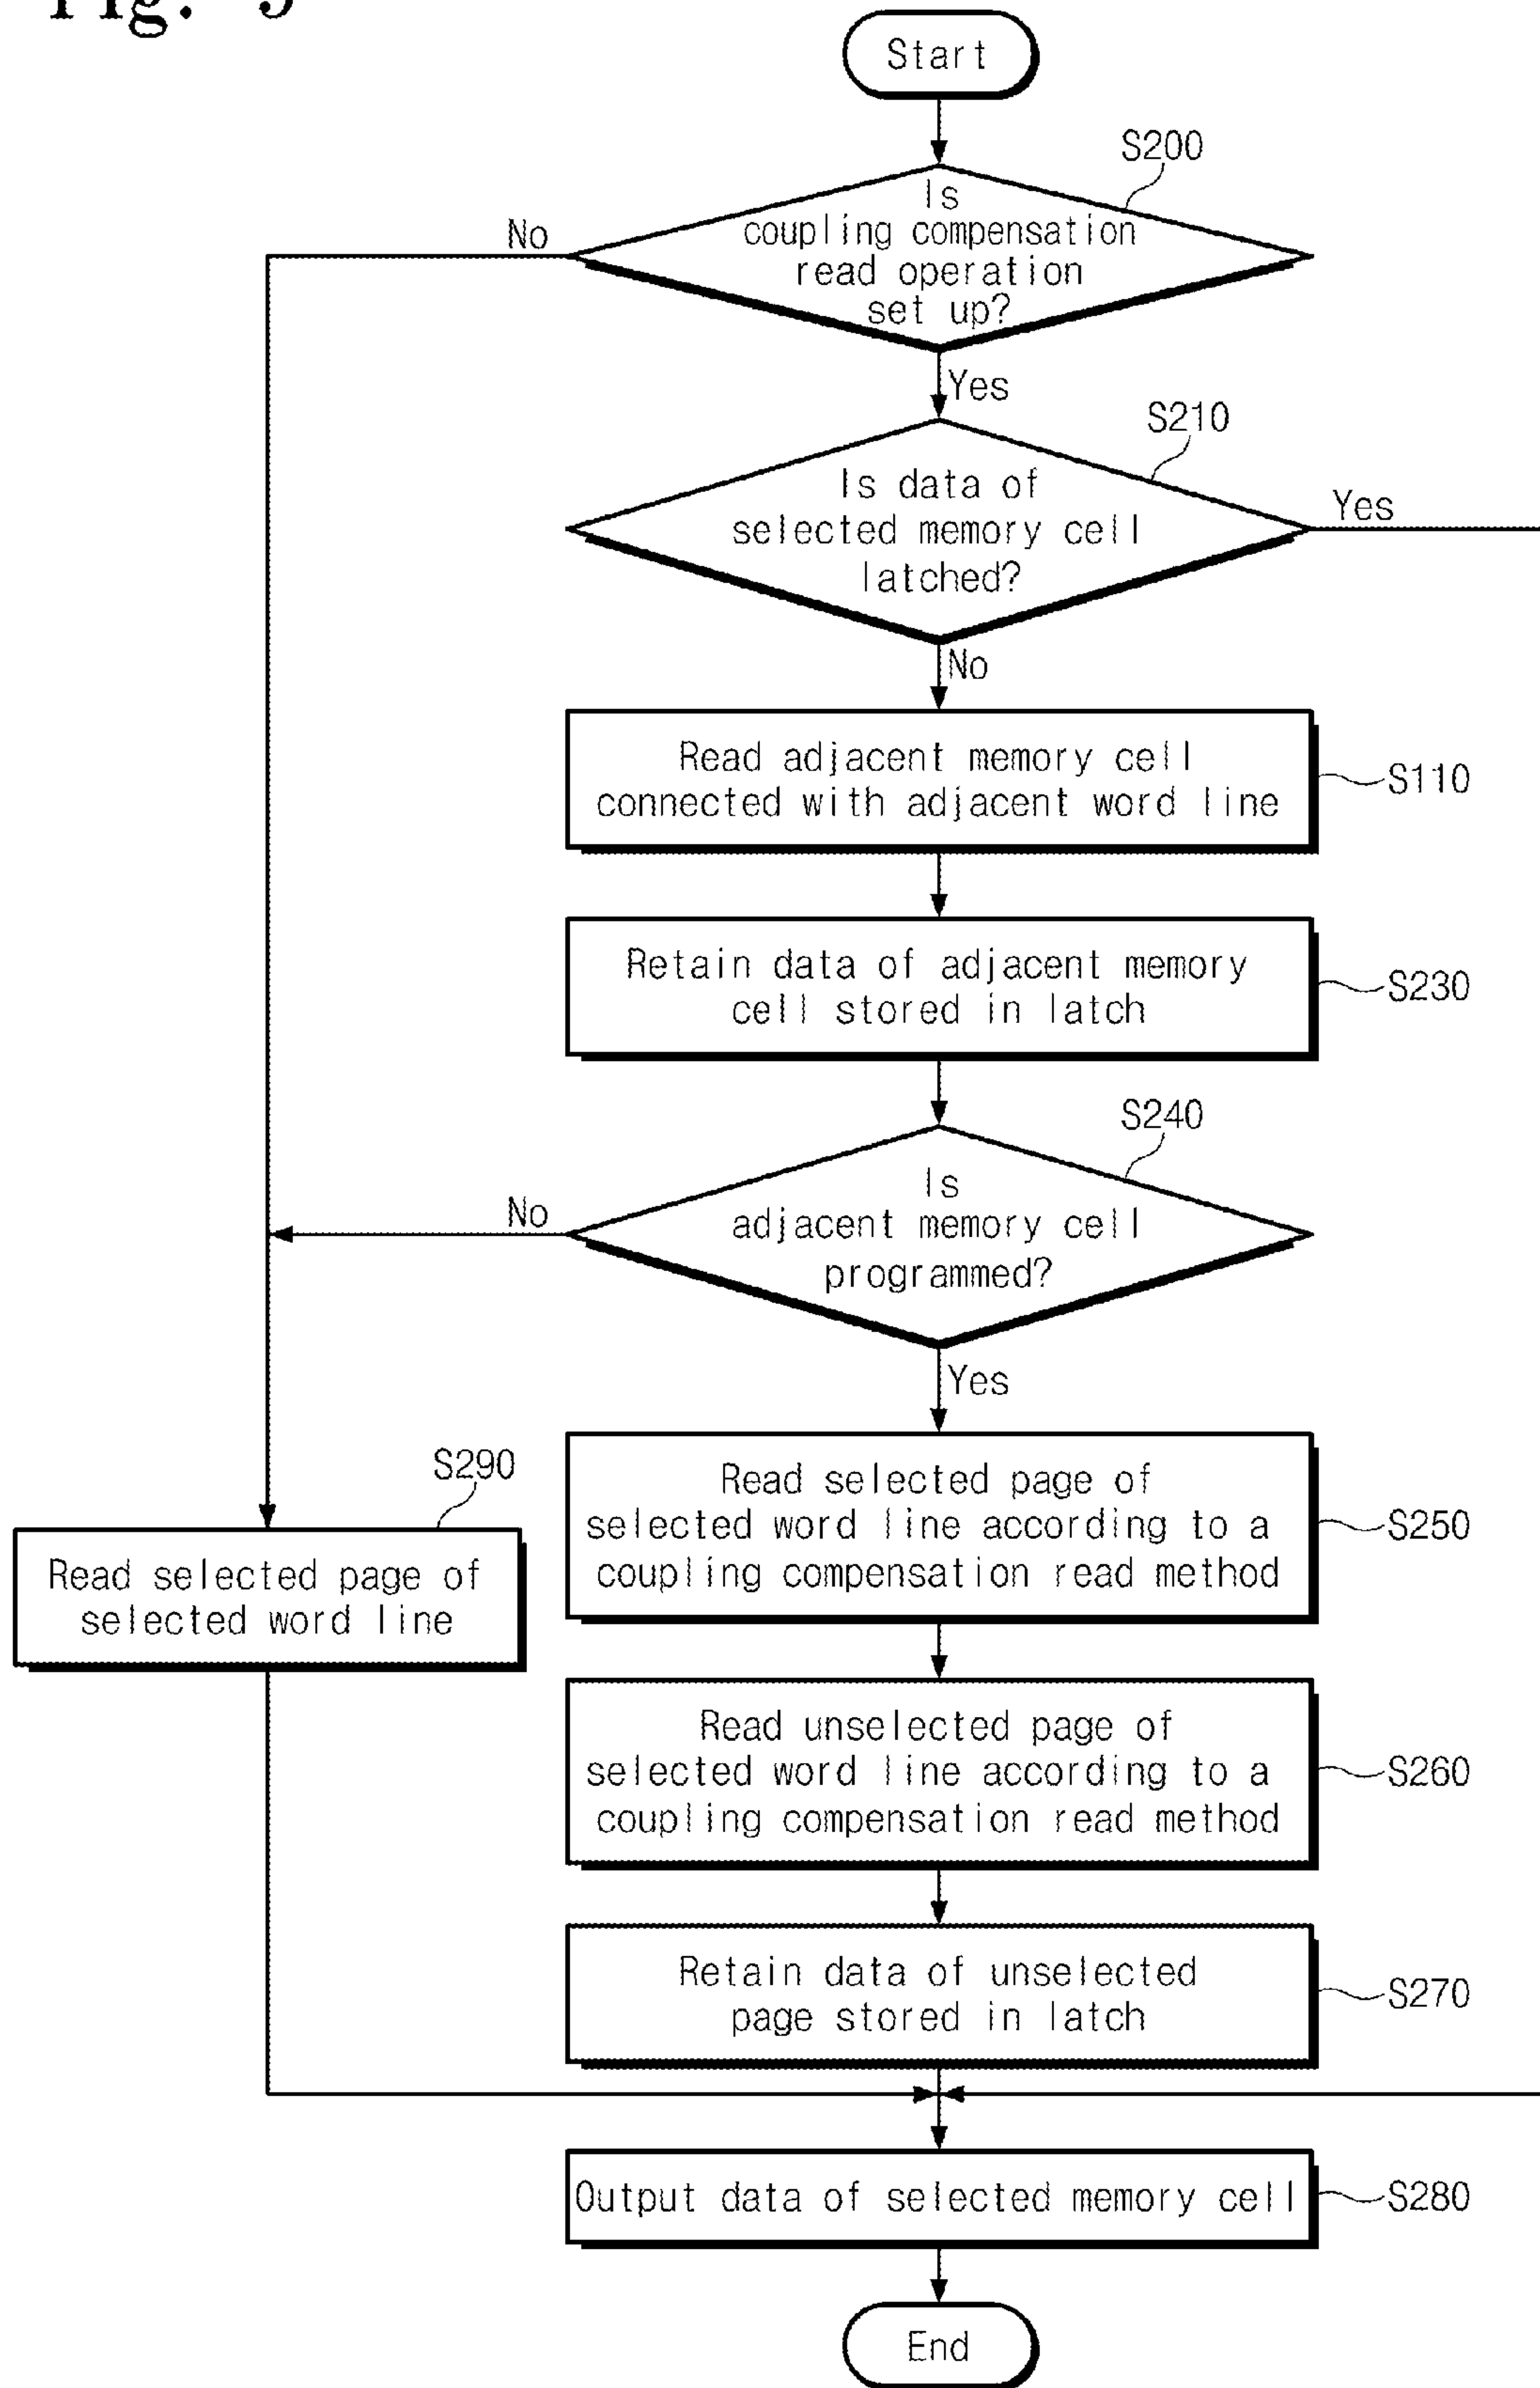 Start
S200
Is
coupling compensation
read operation
set up?
No
Yes
S210
Is data of
selected memory cell
latched?
Yes
No
Read adjacent memory cell
connected with adjacent word line
S110
Retain data of adjacent memory
cell stored in latch
S230
S240
Is
adjacent memory cell
programmed?
No
Yes
S290
Read selected page of
selected word line
Read selected page of
selected word line according to a
coupling compensation read method
S250
Read unselected page of
selected word line according to a
coupling compensation read method
S260
Retain data of unselected
page stored in latch
S270
Output data of selected memory cell
S280
End